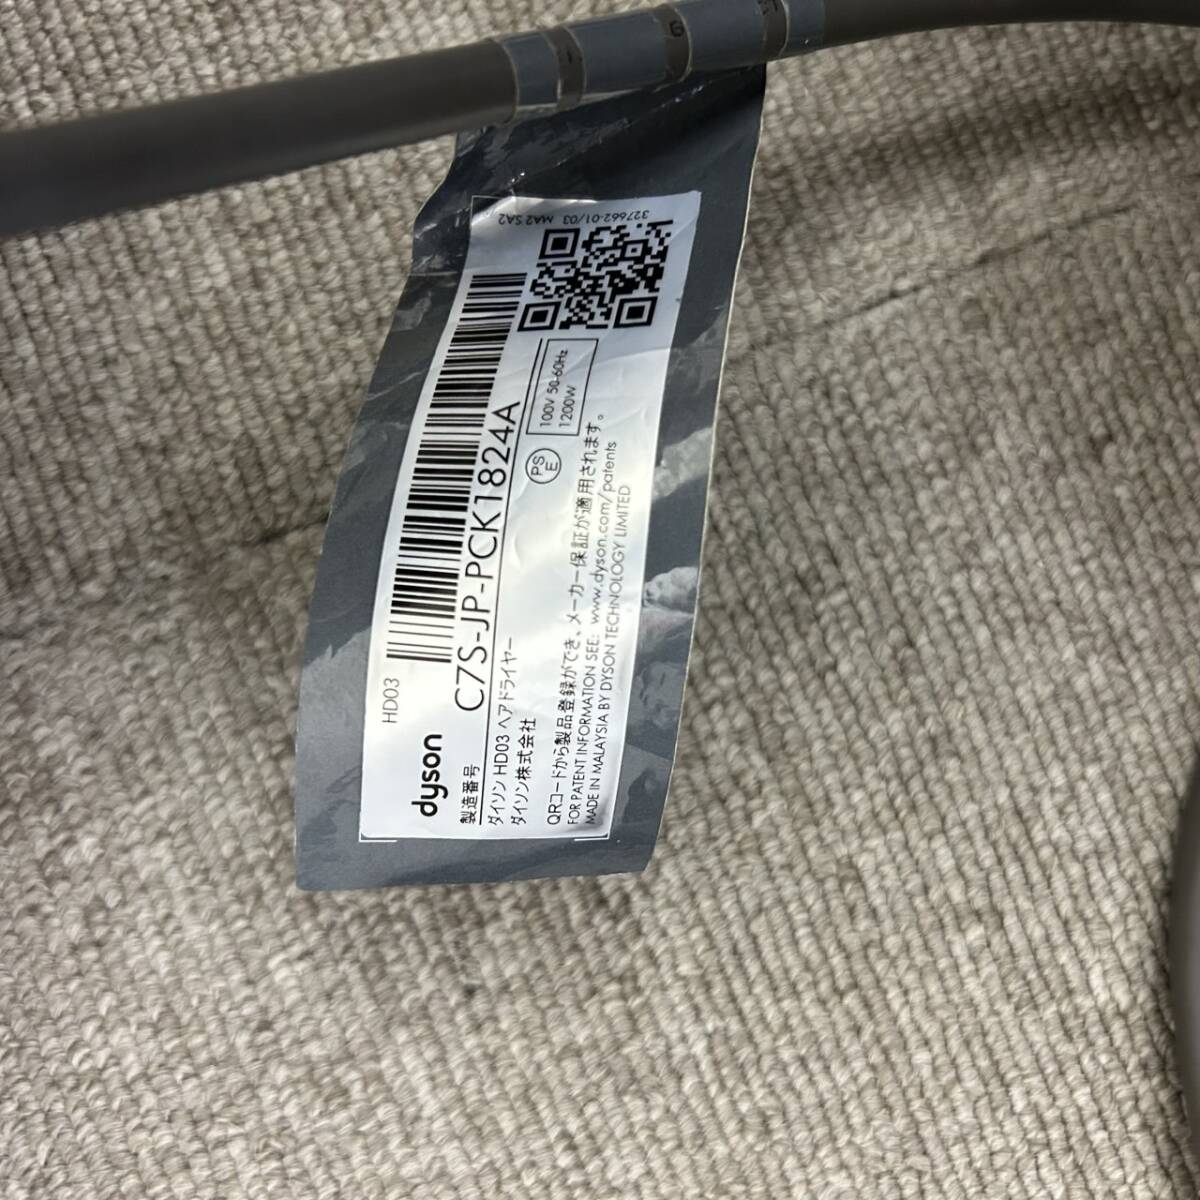 HD03
dyson
製造番号 C7S-JP-PCK1824A
ダイソン HD03 ヘアドライヤー
ダイソン株式会社
PS
E
100V 50-60Hz
1200W
QRコードから製品登録ができ、メーカー保証が適用されます。
FOR PATENT INFORMATION SEE: www.dyson.com/patents
MADE IN MALAYSIA BY DYSON TECHNOLOGY LIMITED
327662-01/03 MA2 SA2